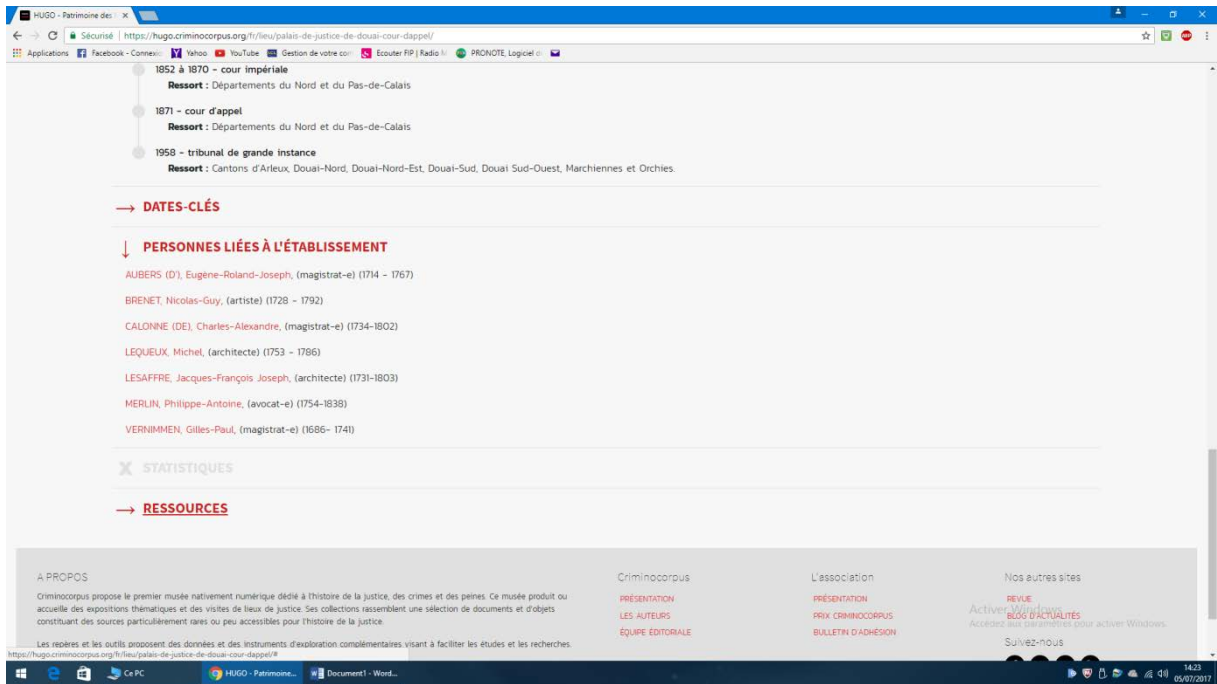 HUGO - Patrimoine des
Sécurisé | https://hugo.criminocorpus.org/fr/lieu/palais-de-justice-de-douai-cour-dappel/
Applications Facebook - Connexio Yahoo YouTube Gestion de votre com Ecouter FIP | Radio PRONOTE, Logiciel d
1852 à 1870 - cour impériale
Ressort : Départements du Nord et du Pas-de-Calais
1871 - cour d'appel
Ressort : Départements du Nord et du Pas-de-Calais
1958 - tribunal de grande instance
Ressort : Cantons d'Arleux, Douai-Nord, Douai-Nord-Est, Douai-Sud, Douai Sud-Ouest, Marchiennes et Orchies.
→ DATES-CLÉS
↓ PERSONNES LIÉES À L'ÉTABLISSEMENT
AUBERS (D'), Eugène-Roland-Joseph, (magistrat-e) (1714 - 1767)
BRENET, Nicolas-Guy, (artiste) (1728 - 1792)
CALONNE (DE), Charles-Alexandre, (magistrat-e) (1734-1802)
LEQUEUX, Michel, (architecte) (1753 - 1786)
LESAFFRE, Jacques-François Joseph, (architecte) (1731-1803)
MERLIN, Philippe-Antoine, (avocat-e) (1754-1838)
VERNIMMEN, Gilles-Paul, (magistrat-e) (1686- 1741)
X STATISTIQUES
→ RESSOURCES
A PROPOS
Criminocorpus propose le premier musée nativement numérique dédié à l'histoire de la justice, des crimes et des peines. Ce musée produit ou
accueille des expositions thématiques et des visites de lieux de justice. Ses collections rassemblent une sélection de documents et d'objets
constituant des sources particulièrement rares ou peu accessibles pour l'histoire de la justice.
Les repères et les outils proposent des données et des instruments d'exploration complémentaires visant à faciliter les études et les recherches.
Criminocorpus
PRÉSENTATION
LES AUTEURS
ÉQUIPE ÉDITORIALE
L'association
PRÉSENTATION
PRIX CRIMINOCORPUS
BULLETIN D'ADHÉSION
Nos autres sites
REVUE
BLOG D'ACTUALITÉS
Suivez-nous
Activer Windows
Accédez aux paramètres pour activer Windows.
https://hugo.criminocorpus.org/fr/lieu/palais-de-justice-de-douai-cour-dappel/#
Ce PC HUGO - Patrimoine... Document1 - Word...
14:23
05/07/2017